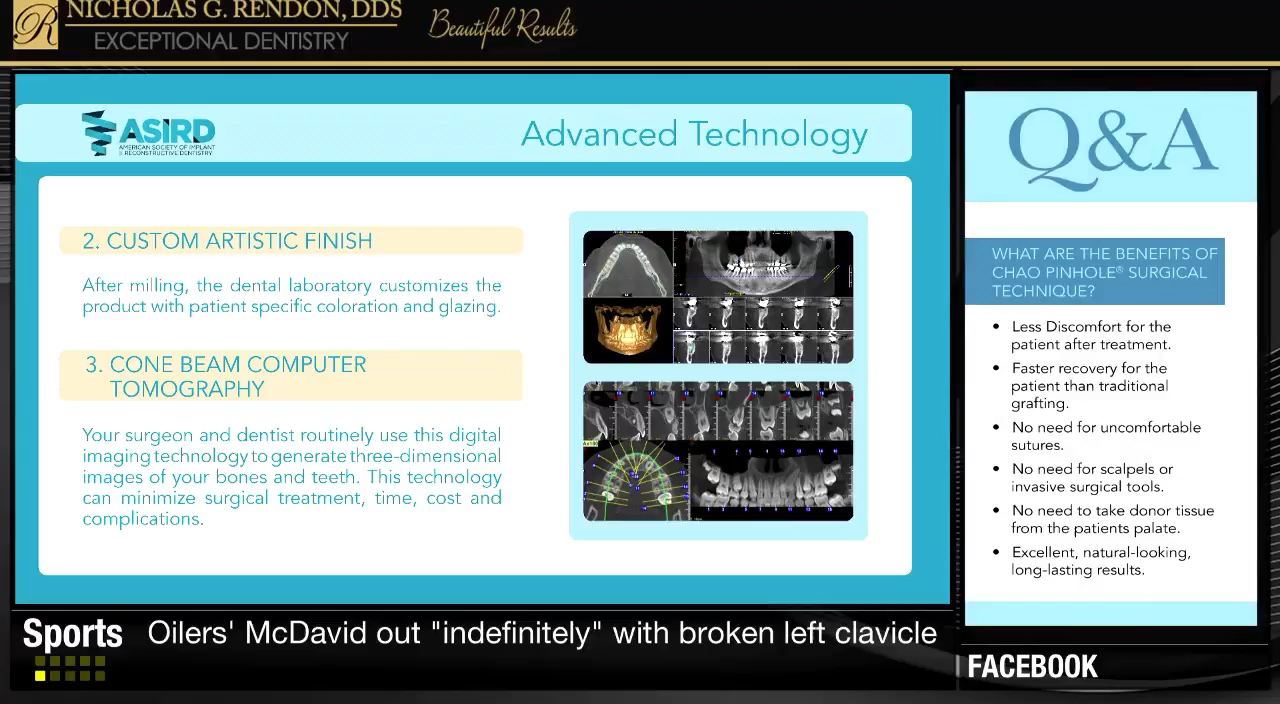 NICHOLAS G. RENDON, DDS
EXCEPTIONAL DENTISTRY
Beautiful Results
ASIRD
AMERICAN SOCIETY OF IMPLANT
& RECONSTRUCTIVE DENTISTRY
Advanced Technology
2. CUSTOM ARTISTIC FINISH
After milling, the dental laboratory customizes the
product with patient specific coloration and glazing.
3. CONE BEAM COMPUTER
TOMOGRAPHY
Your surgeon and dentist routinely use this digital
imaging technology to generate three-dimensional
images of your bones and teeth. This technology
can minimize surgical treatment, time, cost and
complications.
Q&A
WHAT ARE THE BENEFITS OF
CHAO PINHOLE® SURGICAL
TECHNIQUE?
• Less Discomfort for the
patient after treatment.
• Faster recovery for the
patient than traditional
grafting.
• No need for uncomfortable
sutures.
• No need for scalpels or
invasive surgical tools.
• No need to take donor tissue
from the patients palate.
• Excellent, natural-looking,
long-lasting results.
Sports
Oilers' McDavid out "indefinitely" with broken left clavicle
FACEBOOK